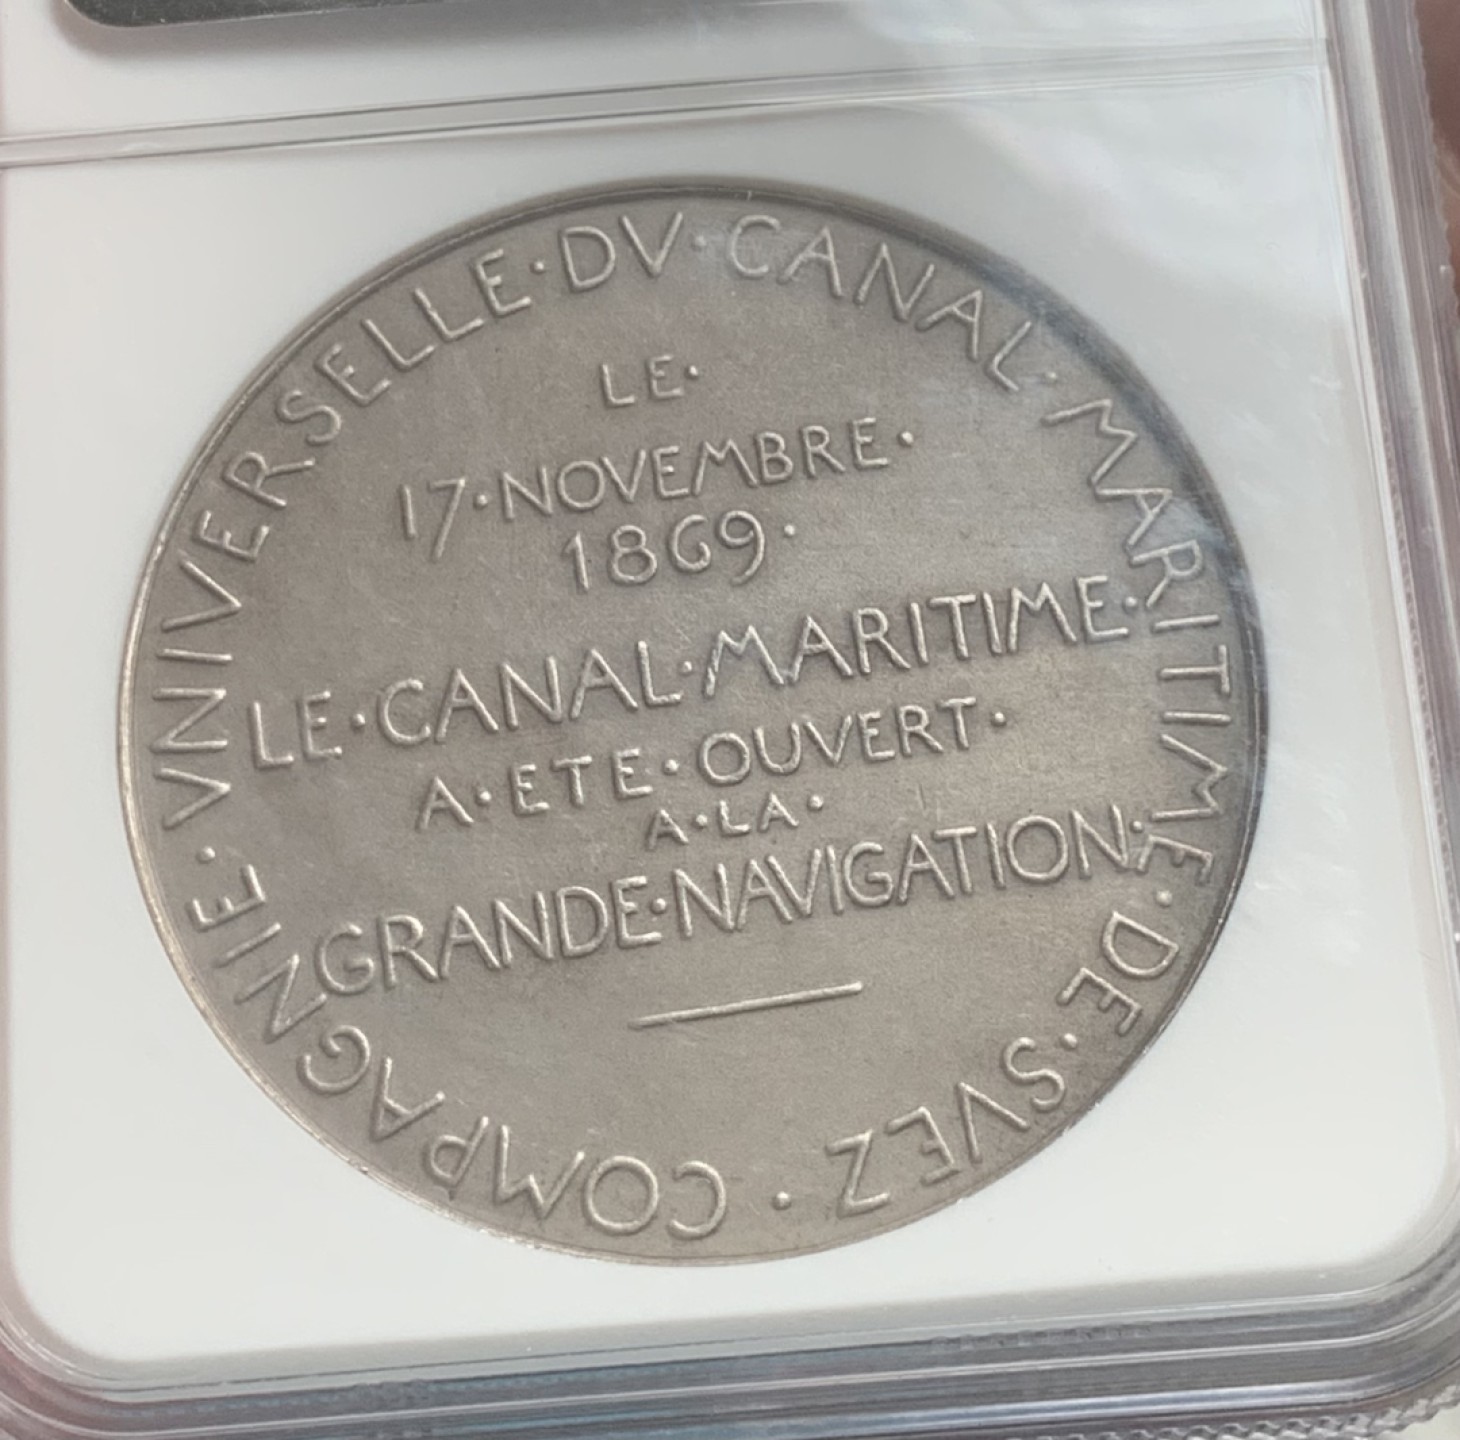 COMPAGNIE · VNIVERSELLE · DV · CANAL · MARITIME · DE · SVEZ ·
LE ·
17 · NOVEMBRE ·
1869 ·
LE · CANAL · MARITIME ·
A · ETE · OUVERT ·
A · LA ·
GRANDE · NAVIGATION ·